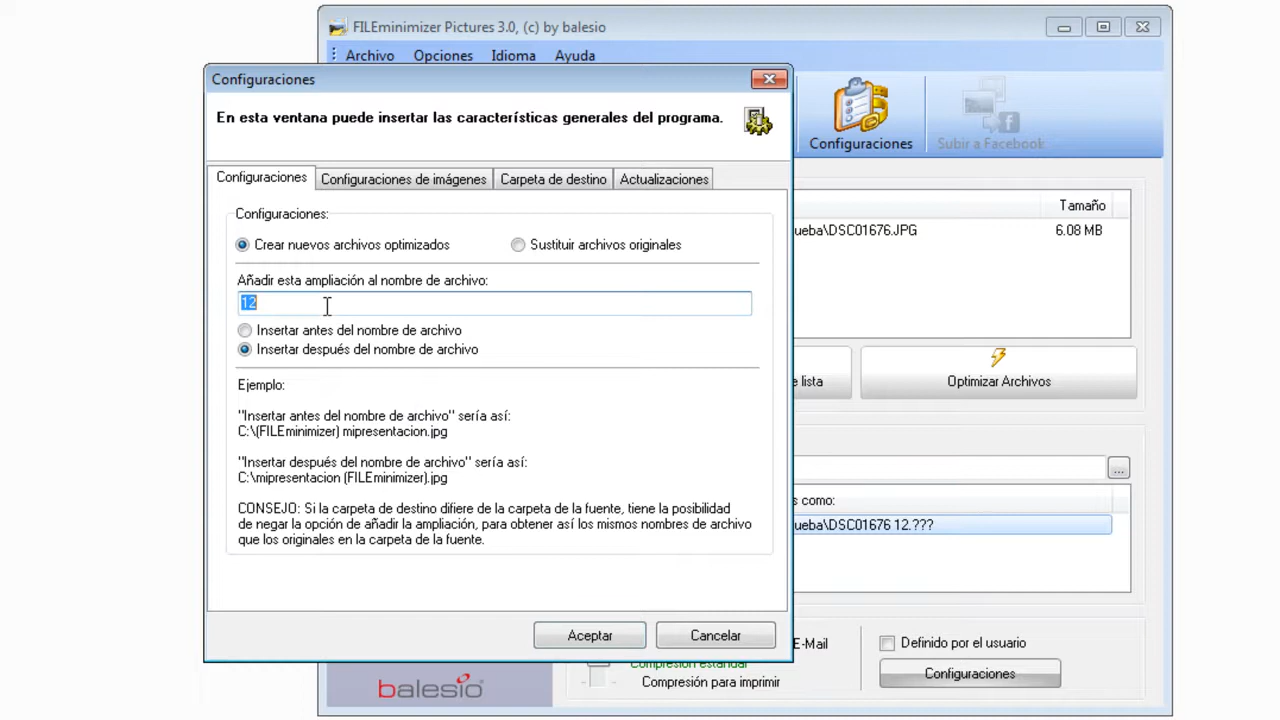 FILEminimizer Pictures 3.0, (c) by balesio
Archivo Opciones Idioma Ayuda
Configuraciones
En esta ventana puede insertar las características generales del programa.
Configuraciones
Subir a Facebook
Configuraciones
Configuraciones de imágenes
Carpeta de destino
Actualizaciones
Configuraciones:
Crear nuevos archivos optimizados
Sustituir archivos originales
Añadir esta ampliación al nombre de archivo:
12
Insertar antes del nombre de archivo
Insertar después del nombre de archivo
Ejemplo:
"Insertar antes del nombre de archivo" sería así:
C:\(FILEminimizer) mipresentacion.jpg
"Insertar después del nombre de archivo" sería así:
C:\mipresentacion (FILEminimizer).jpg
CONSEJO: Si la carpeta de destino difiere de la carpeta de la fuente, tiene la posibilidad
de negar la opción de añadir la ampliación, para obtener así los mismos nombres de archivo
que los originales en la carpeta de la fuente.
Aceptar
Cancelar
Tamaño
ueba\DSC01676.JPG 6.08 MB
e lista
Optimizar Archivos
...
s como:
ueba\DSC01676 12.???
E-Mail
Definido por el usuario
Compresión estándar
Configuraciones
Compresión para imprimir
balesio